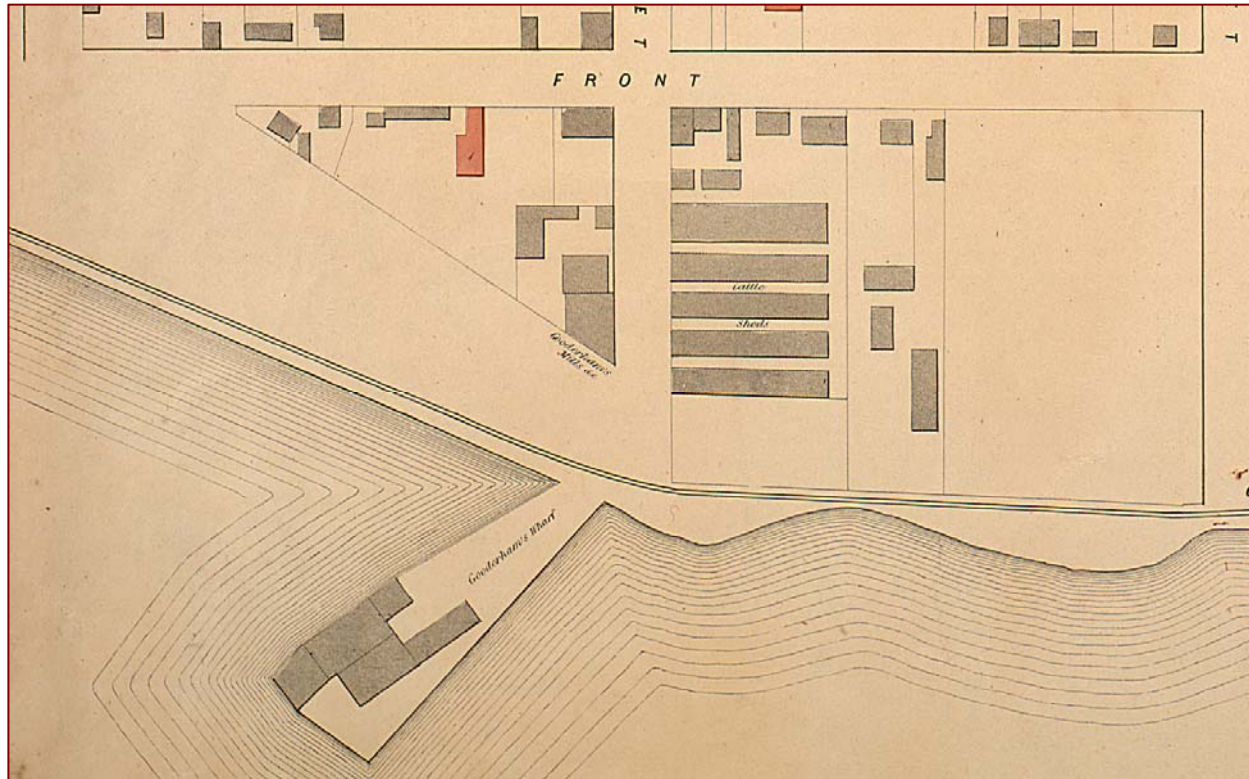 E
T
T
FRONT
Cattle
Sheds
Gooderham's
Mills &c
Gooderham's Wharf